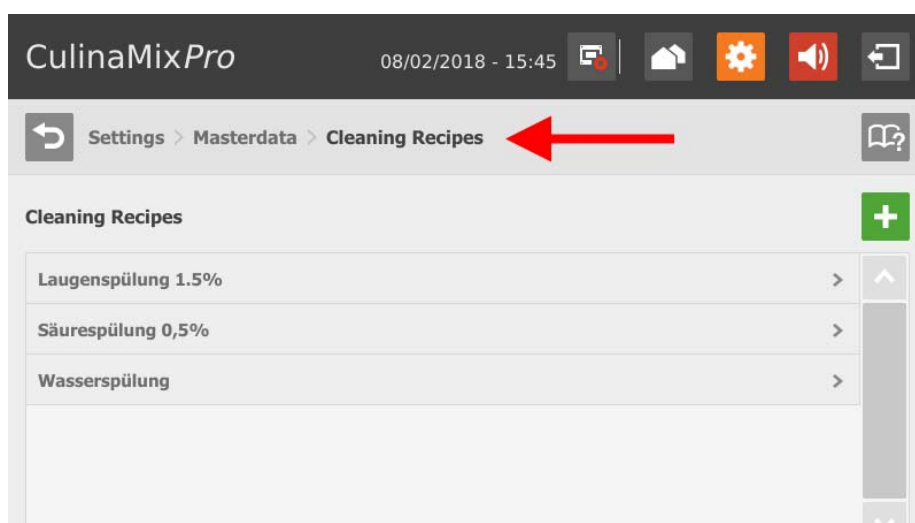 CulinaMixPro 08/02/2018 - 15:45
Settings > Masterdata > Cleaning Recipes
Cleaning Recipes
Laugenspülung 1.5%
Säurespülung 0,5%
Wasserspülung